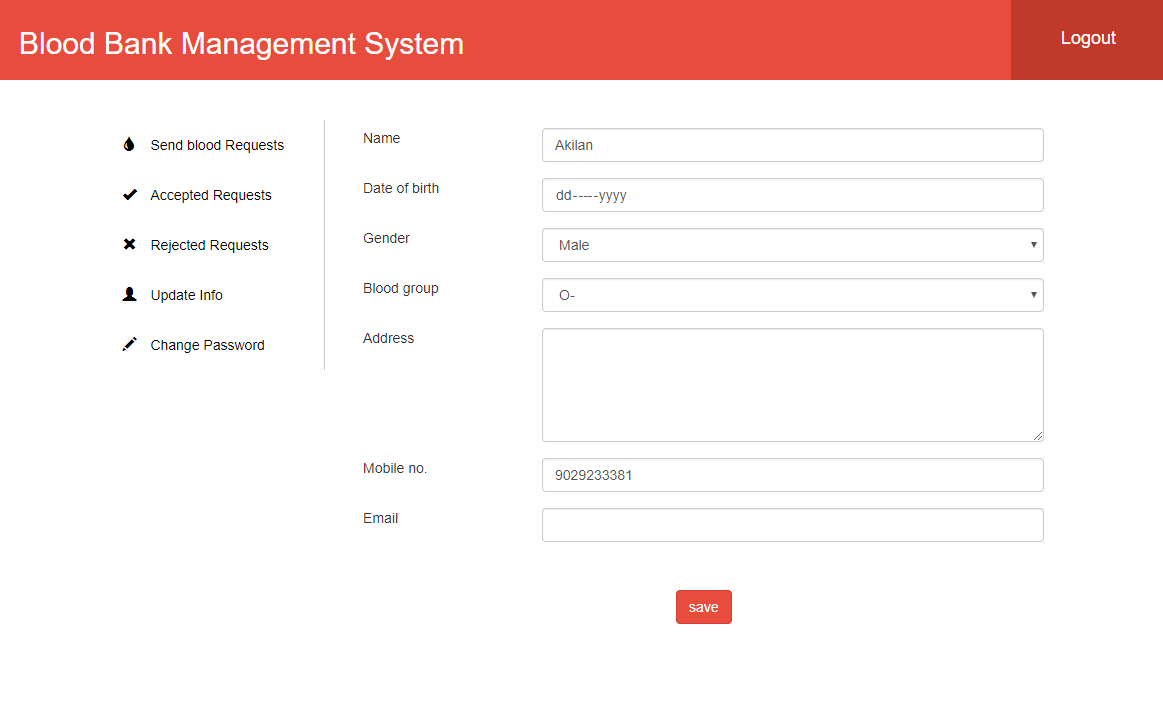 Blood Bank Management System
Logout
Send blood Requests
Accepted Requests
Rejected Requests
Update Info
Change Password
Name
Akilan
Date of birth
dd-----yyyy
Gender
Male
Blood group
O-
Address
Mobile no.
9029233381
Email
save